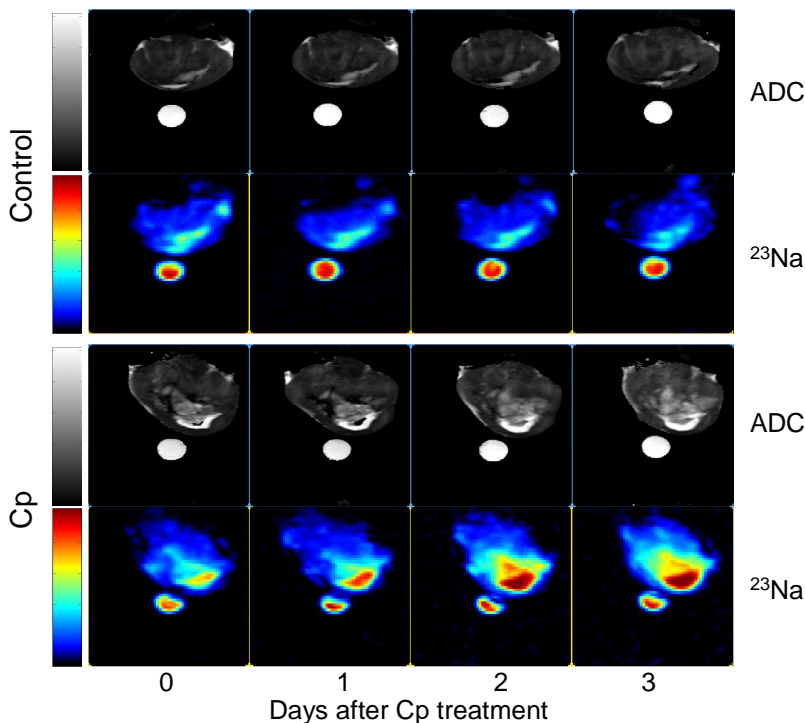 Control
ADC
²³Na
Cp
ADC
²³Na
0 1 2 3
Days after Cp treatment